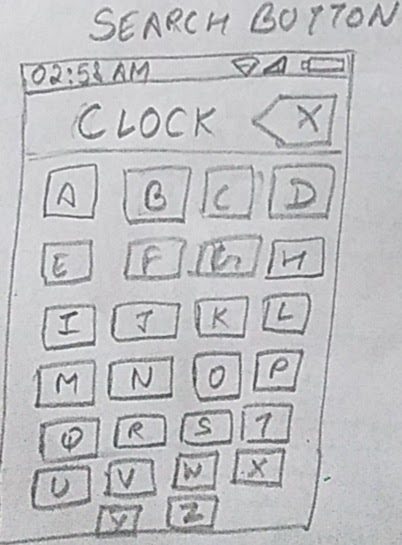 SEARCH BUTTON
02:58 AM
CLOCK X
A B C D
E F G H
I J K L
M N O P
Q R S T
U V W X
Y Z